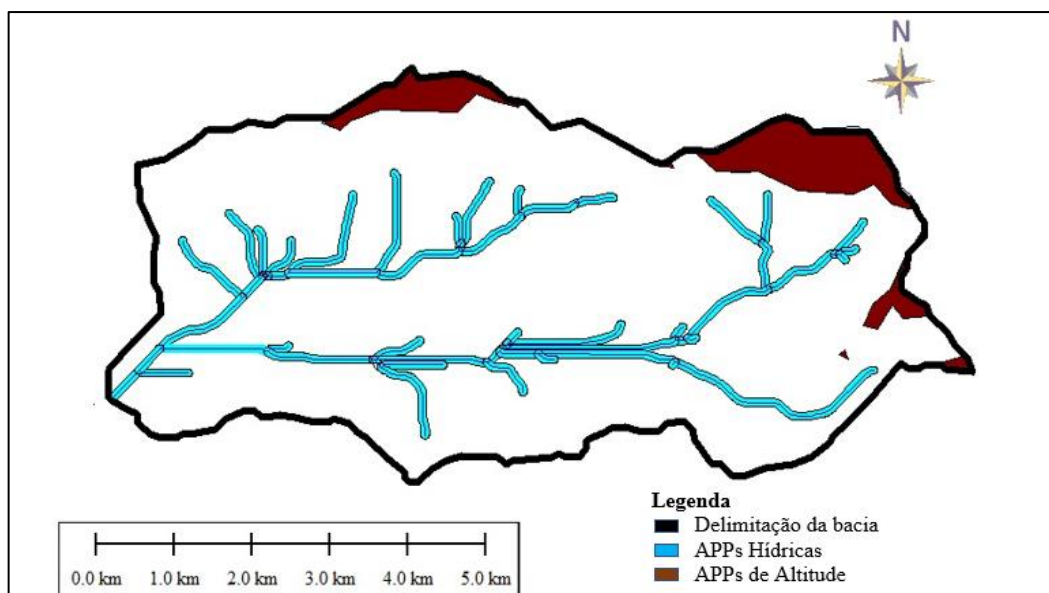 N
Legenda
Delimitação da bacia
APPs Hídricas
APPs de Altitude
0.0 km 1.0 km 2.0 km 3.0 km 4.0 km 5.0 km